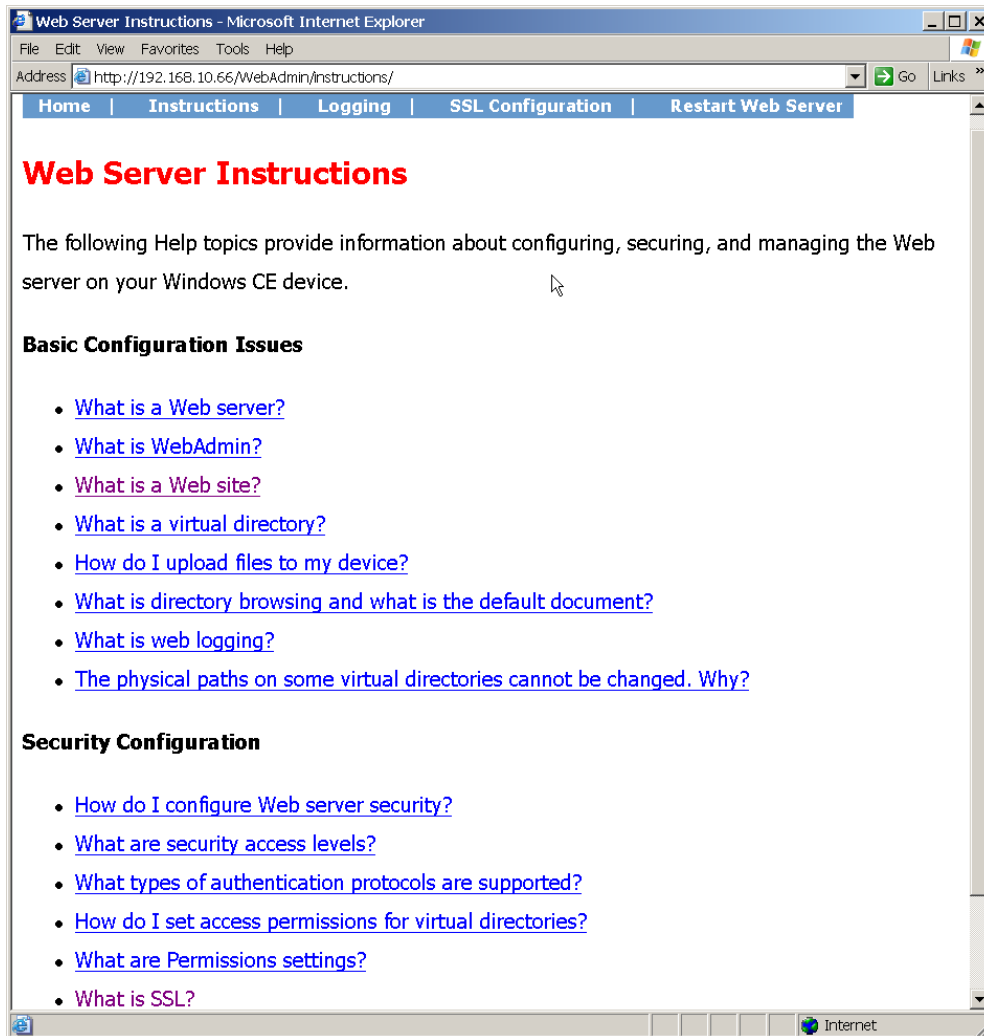 Web Server Instructions - Microsoft Internet Explorer
File Edit View Favorites Tools Help
Address http://192.168.10.66/WebAdmin/instructions/ Go Links »
Home | Instructions | Logging | SSL Configuration | Restart Web Server
Web Server Instructions
The following Help topics provide information about configuring, securing, and managing the Web
server on your Windows CE device.
Basic Configuration Issues
• What is a Web server?
• What is WebAdmin?
• What is a Web site?
• What is a virtual directory?
• How do I upload files to my device?
• What is directory browsing and what is the default document?
• What is web logging?
• The physical paths on some virtual directories cannot be changed. Why?
Security Configuration
• How do I configure Web server security?
• What are security access levels?
• What types of authentication protocols are supported?
• How do I set access permissions for virtual directories?
• What are Permissions settings?
• What is SSL?
Internet